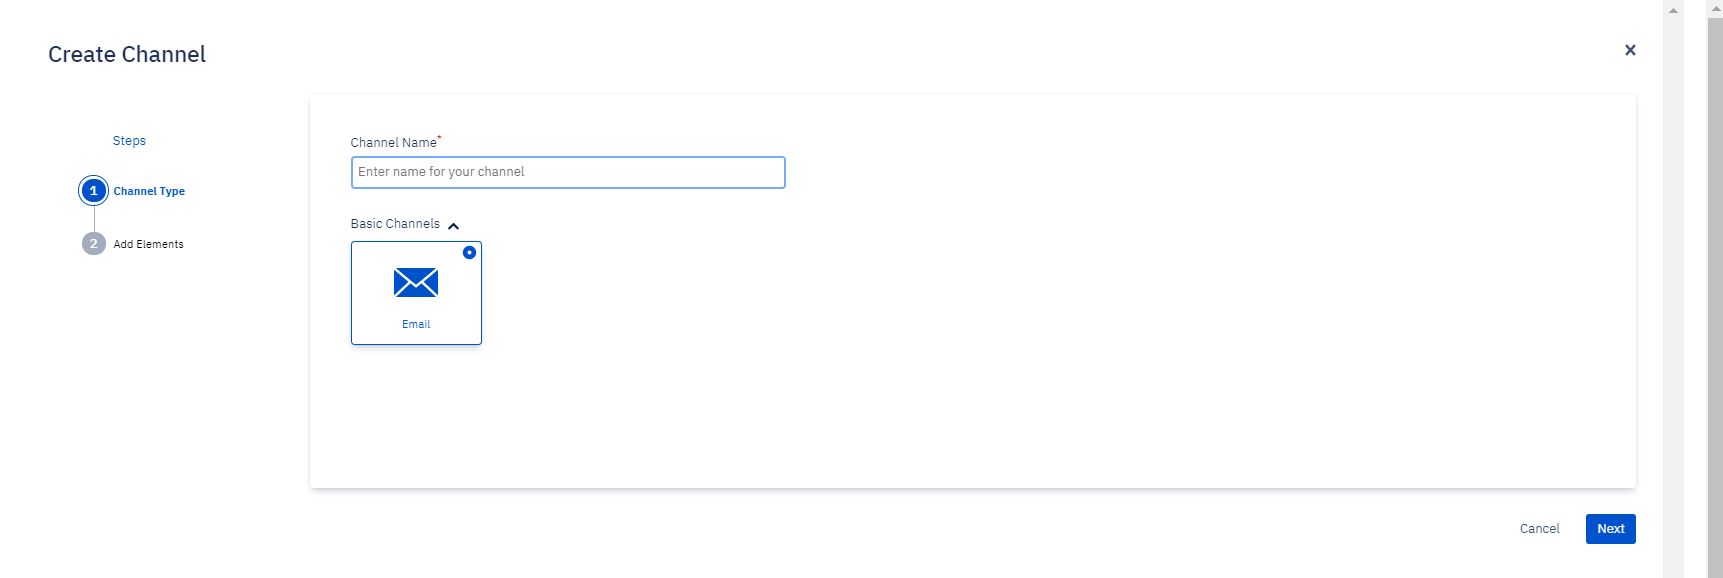 Create Channel
×
Steps
1 Channel Type
2 Add Elements
Channel Name*
Enter name for your channel
Basic Channels
Email
Cancel Next